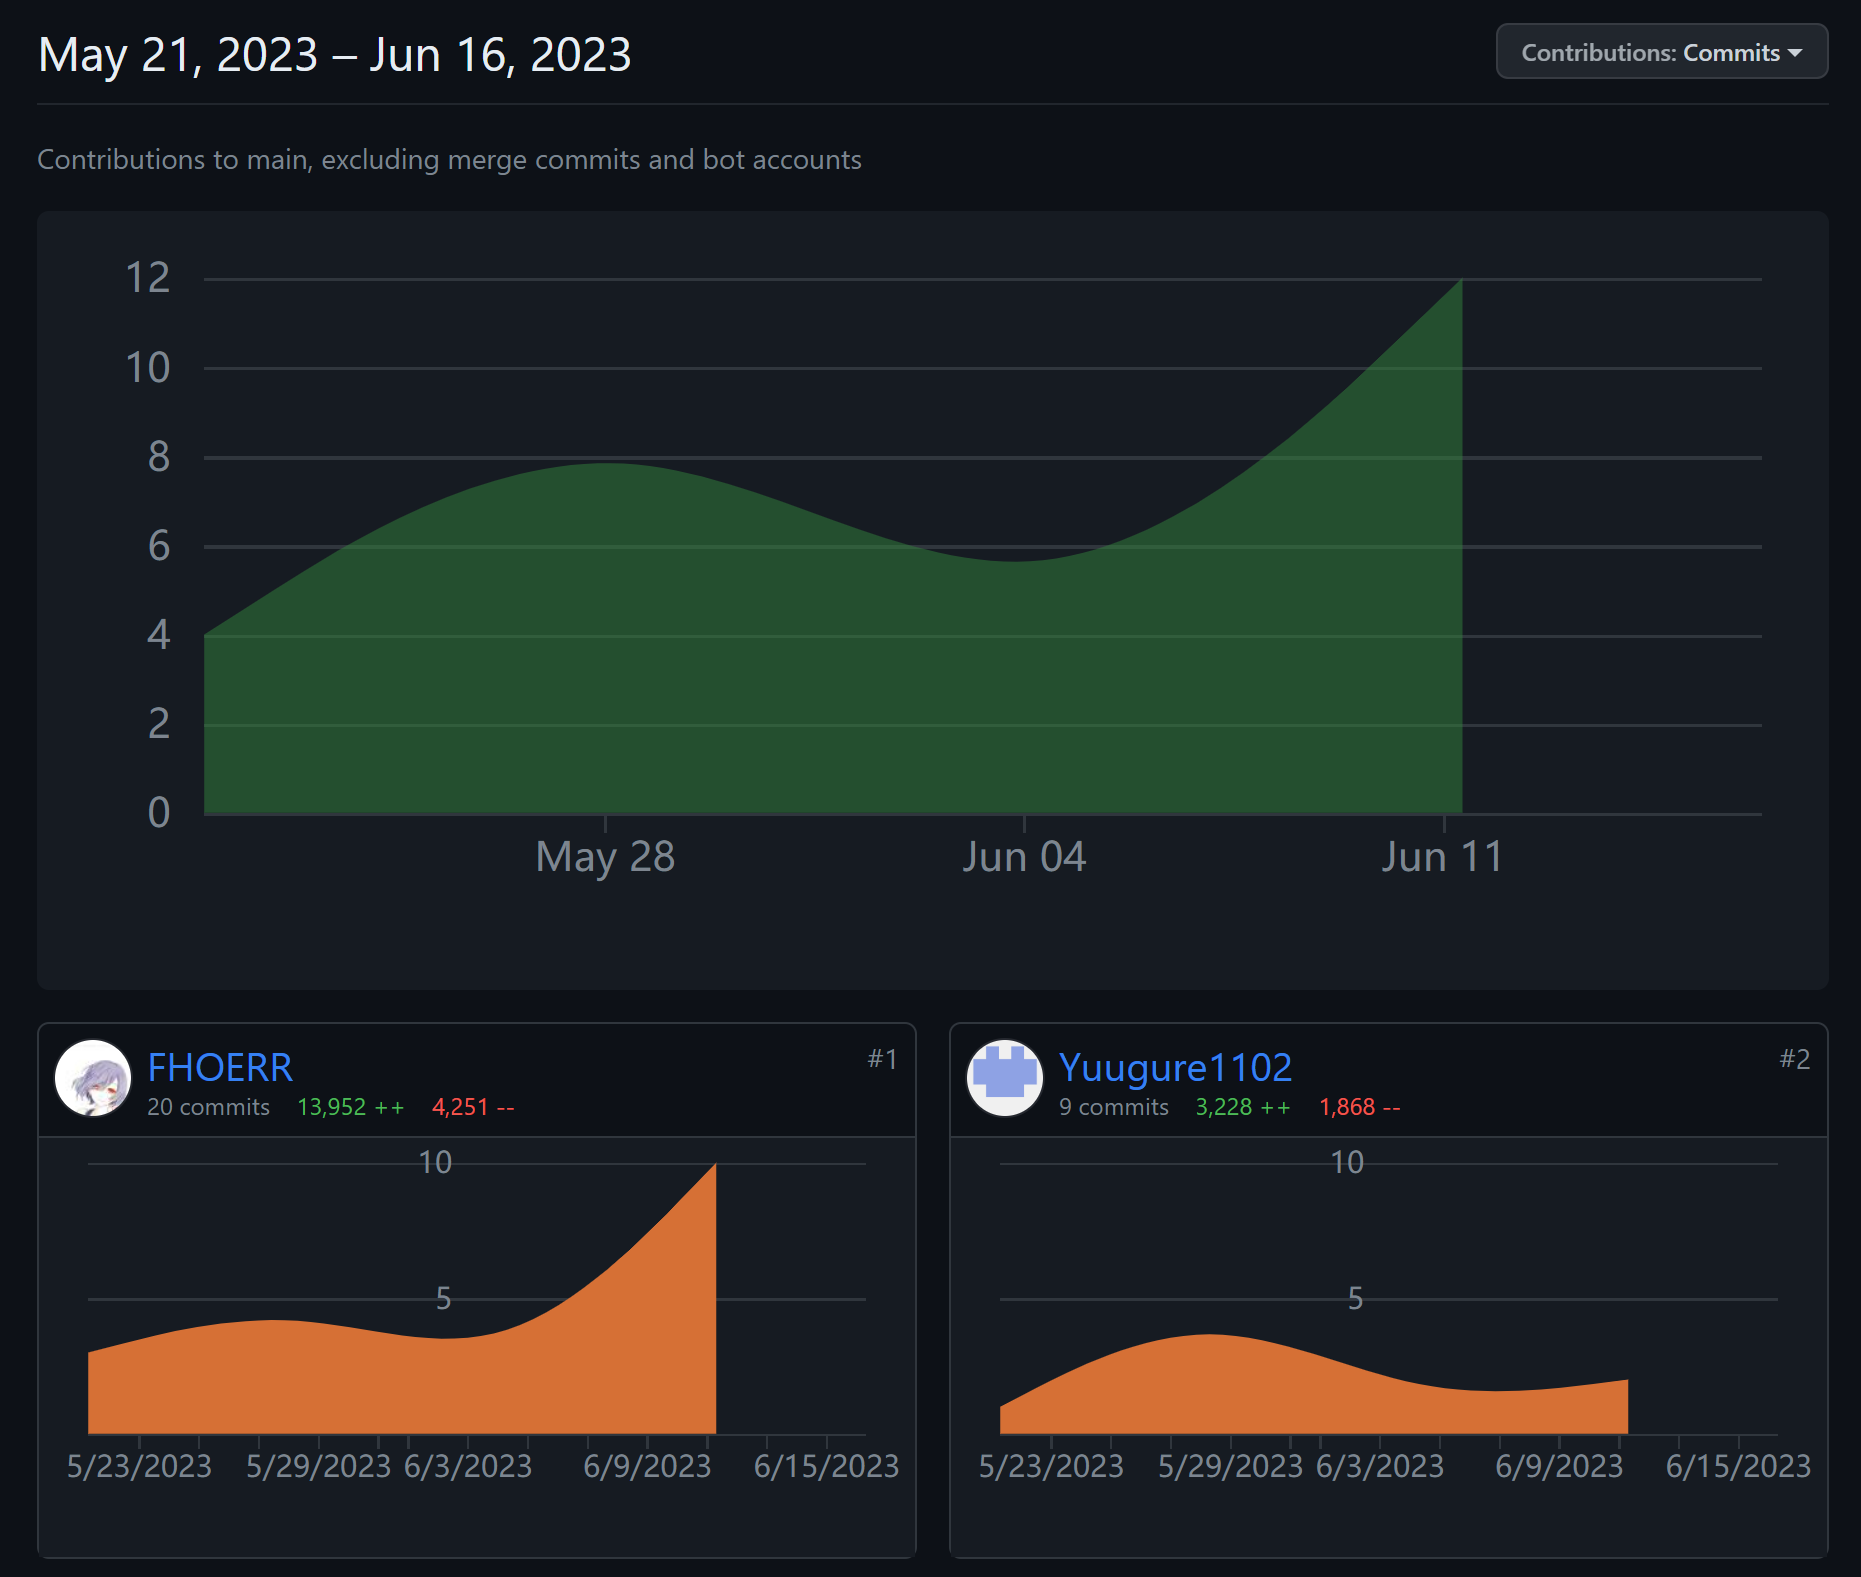 May 21, 2023 – Jun 16, 2023
Contributions: Commits
Contributions to main, excluding merge commits and bot accounts
12
10
8
6
4
2
0
May 28 Jun 04 Jun 11
FHOERR
#1
20 commits 13,952 ++ 4,251 --
10
5
5/23/2023 5/29/2023 6/3/2023 6/9/2023 6/15/2023
Yuugure1102
#2
9 commits 3,228 ++ 1,868 --
10
5
5/23/2023 5/29/2023 6/3/2023 6/9/2023 6/15/2023